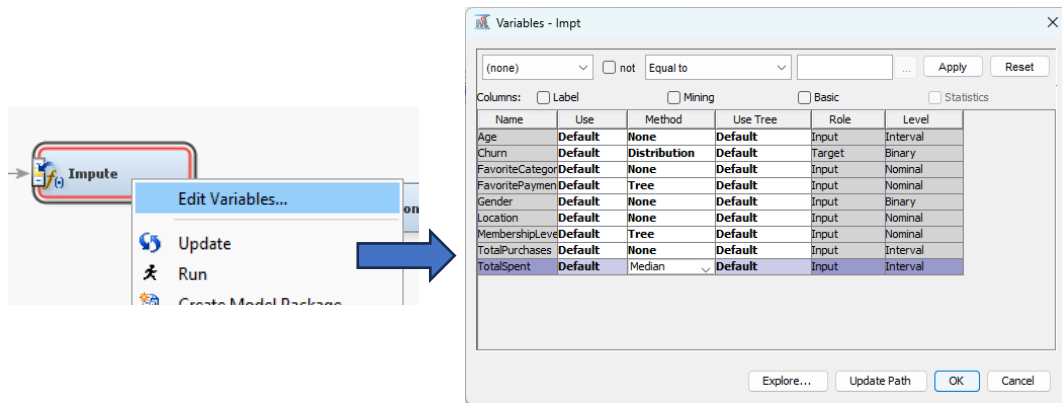 Impute
Edit Variables...
on
Update
Run
Create Model Package
Variables - Impt
(none) not Equal to ... Apply Reset
Columns: Label Mining Basic Statistics
Name Use Method Use Tree Role Level
Age Default None Default Input Interval
Churn Default Distribution Default Target Binary
FavoriteCategor Default None Default Input Nominal
FavoritePaymen Default Tree Default Input Nominal
Gender Default None Default Input Binary
Location Default None Default Input Nominal
MembershipLeve Default Tree Default Input Nominal
TotalPurchases Default None Default Input Interval
TotalSpent Default Median Default Input Interval
Explore... Update Path OK Cancel